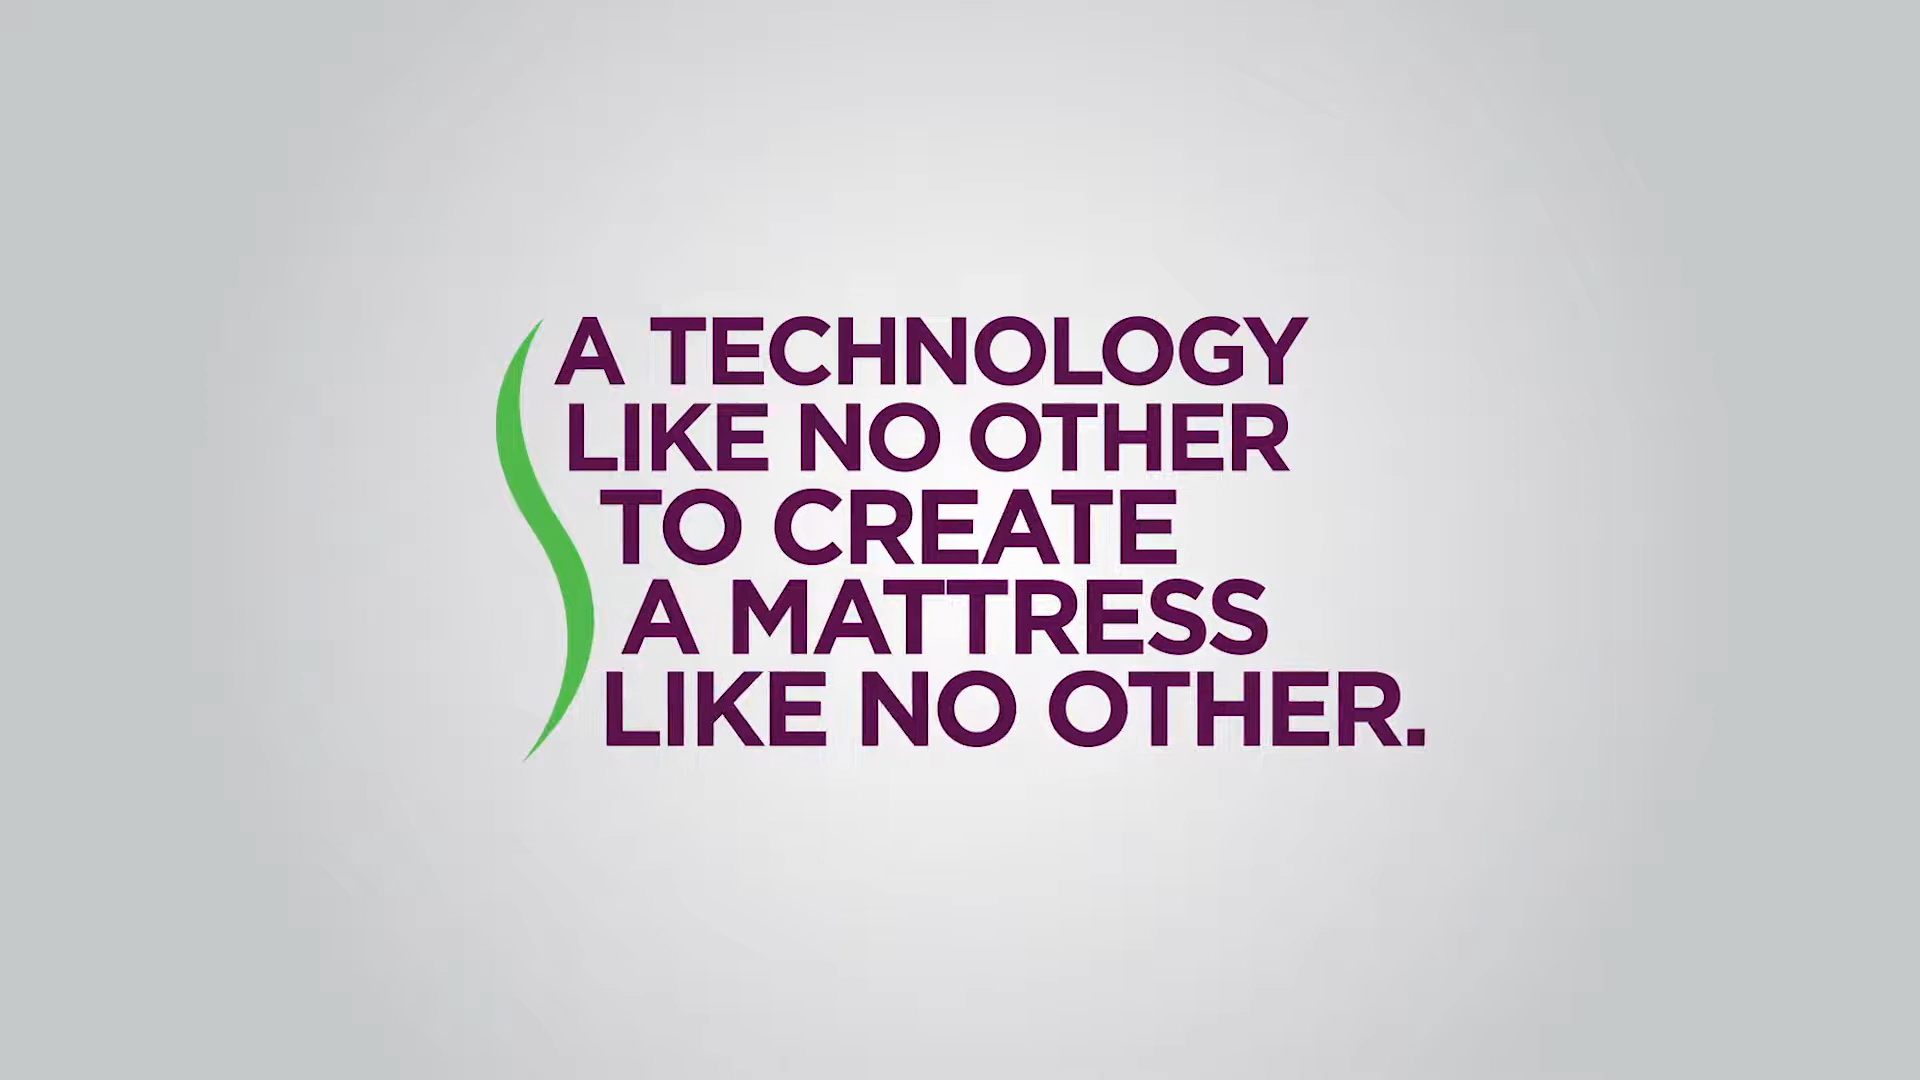 A TECHNOLOGY
LIKE NO OTHER
TO CREATE
A MATTRESS
LIKE NO OTHER.